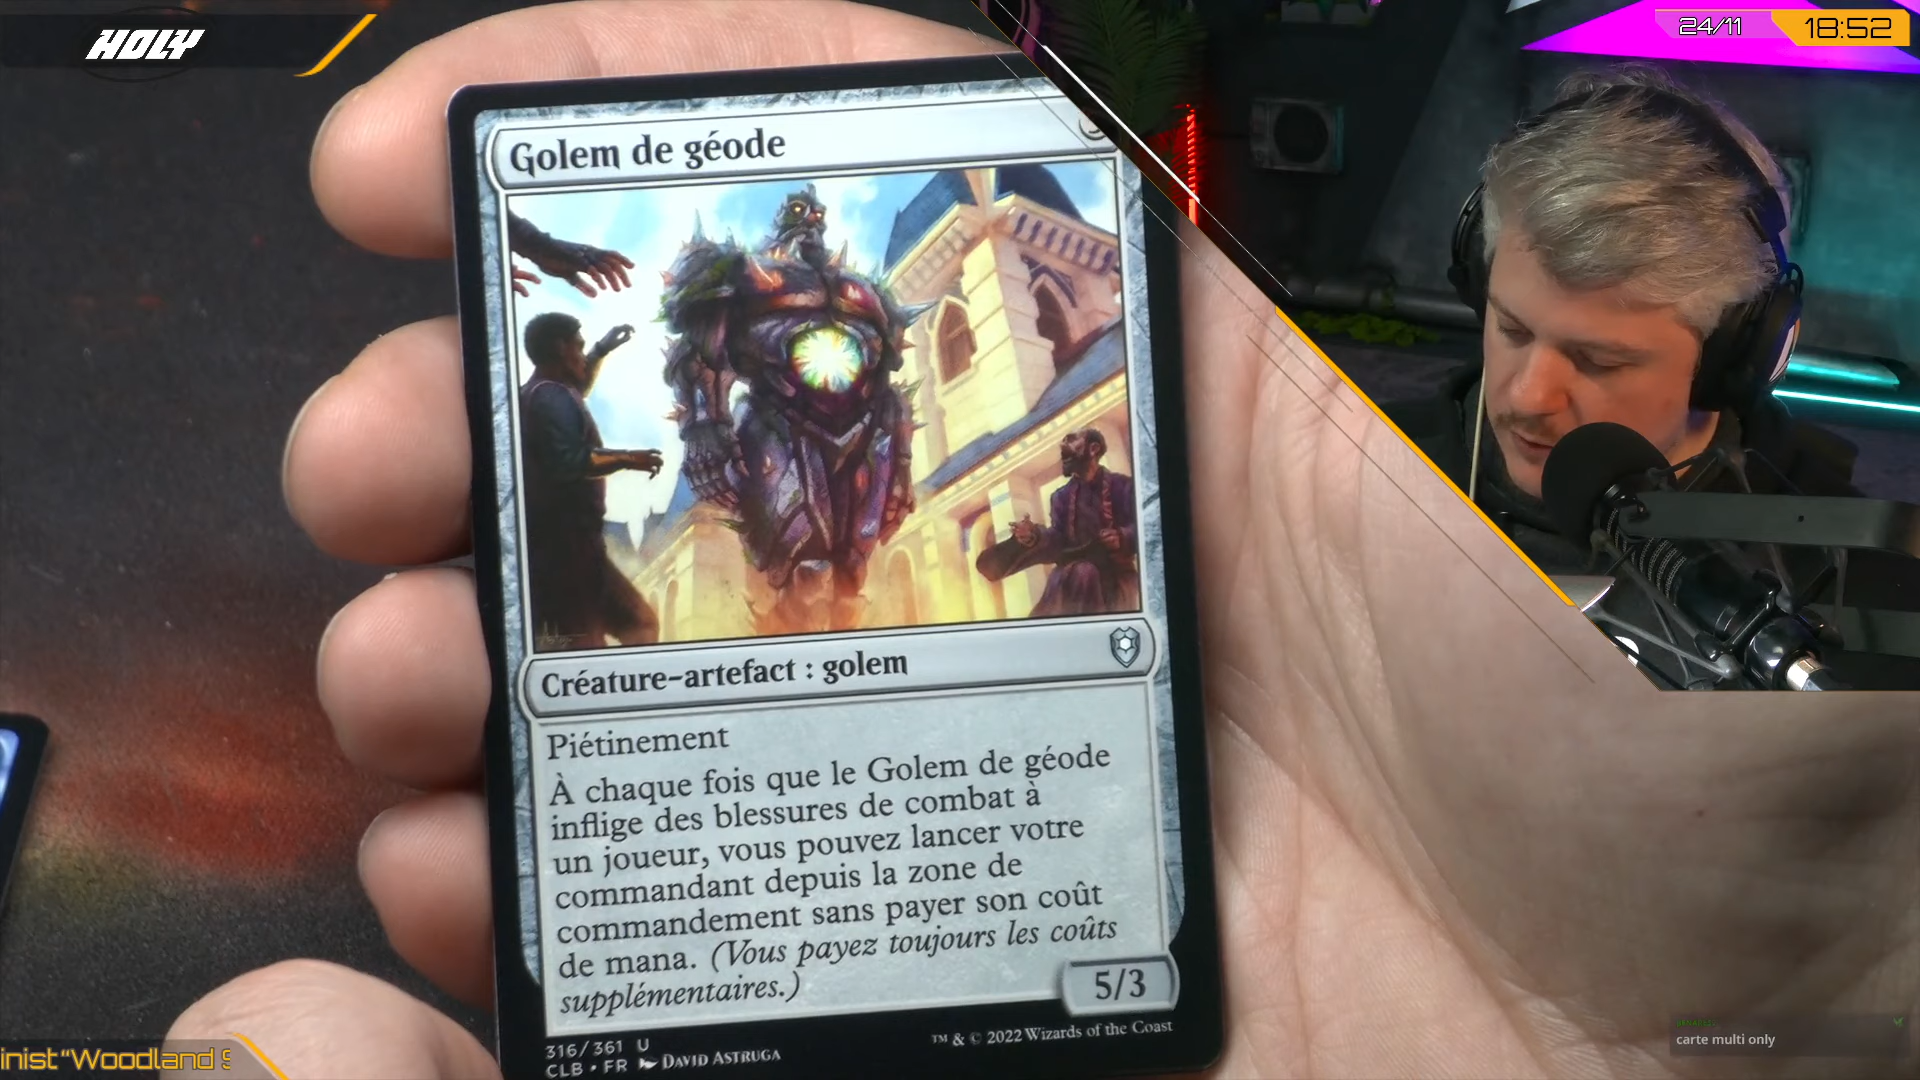 HOLY
24/11
18:52
Golem de géode
Créature-artefact : golem
Piétinement
À chaque fois que le Golem de géode
inflige des blessures de combat à
un joueur, vous pouvez lancer votre
commandant depuis la zone de
commandement sans payer son coût
de mana. (Vous payez toujours les coûts
supplémentaires.)
5/3
316/361 U
CLB • FR DAVID ASTRUGA
™ & © 2022 Wizards of the Coast
inist"Woodland
carte multi only